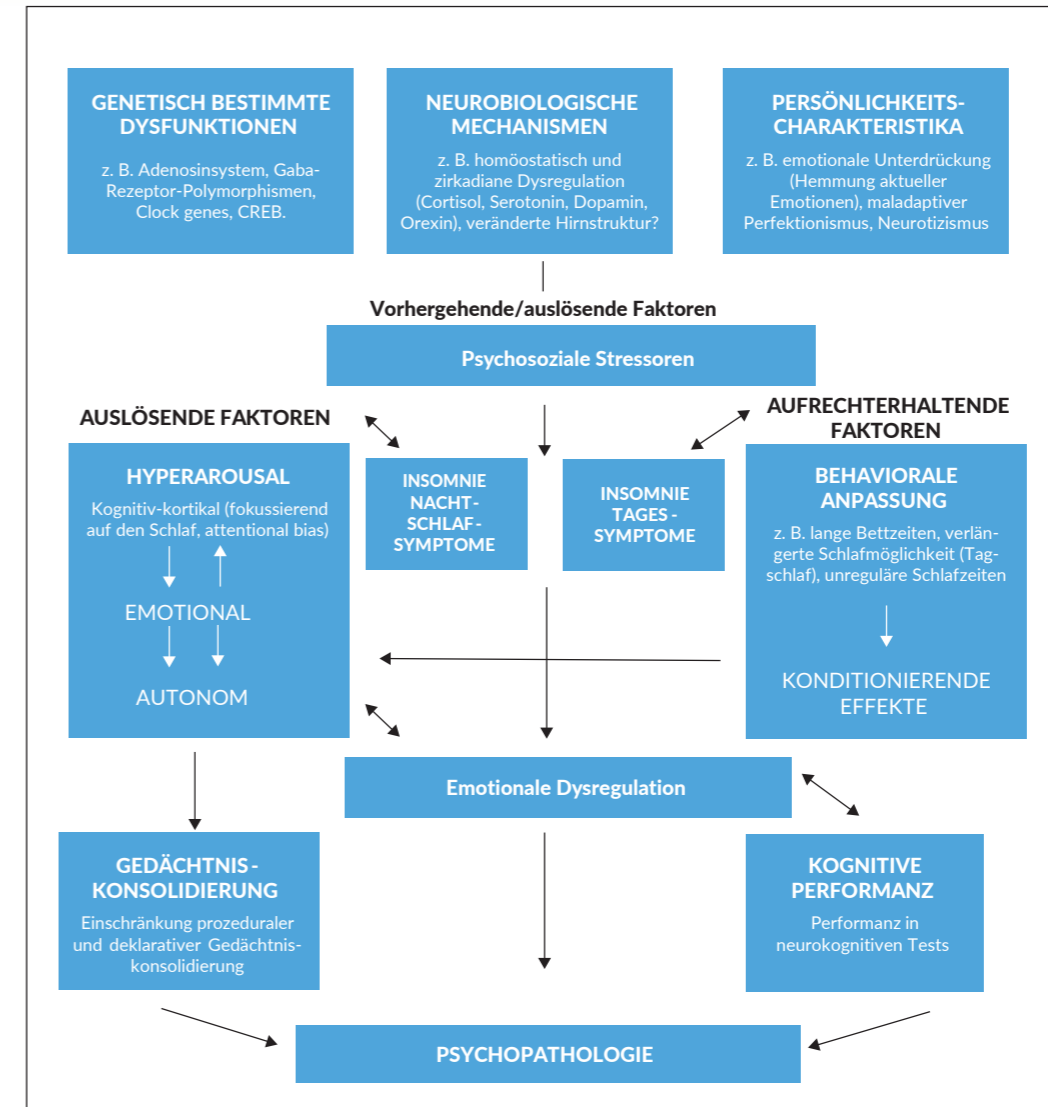 GENETISCH BESTIMMTE
DYSFUNKTIONEN
z. B. Adenosinsystem, Gaba-
Rezeptor-Polymorphismen,
Clock genes, CREB.
NEUROBIOLOGISCHE
MECHANISMEN
z. B. homöostatisch und
zirkadiane Dysregulation
(Cortisol, Serotonin, Dopamin,
Orexin), veränderte Hirnstruktur?
PERSÖNLICHKEITS-
CHARAKTERISTIKA
z. B. emotionale Unterdrückung
(Hemmung aktueller
Emotionen), maladaptiver
Perfektionismus, Neurotizismus
Vorhergehende/auslösende Faktoren
Psychosoziale Stressoren
AUSLÖSENDE FAKTOREN
HYPERAROUSAL
Kognitiv-kortikal (fokussierend
auf den Schlaf, attentional bias)
EMOTIONAL
AUTONOM
INSOMNIE
NACHT-
SCHLAF-
SYMPTOME
INSOMNIE
TAGES -
SYMPTOME
AUFRECHTERHALTENDE
FAKTOREN
BEHAVIORALE
ANPASSUNG
z. B. lange Bettzeiten, verlän-
gerte Schlafmöglichkeit (Tag-
schlaf), unreguläre Schlafzeiten
KONDITIONIERENDE
EFFEKTE
Emotionale Dysregulation
GEDÄCHTNIS -
KONSOLIDIERUNG
Einschränkung prozeduraler
und deklarativer Gedächtnis-
konsolidierung
KOGNITIVE
PERFORMANZ
Performanz in
neurokognitiven Tests
PSYCHOPATHOLOGIE